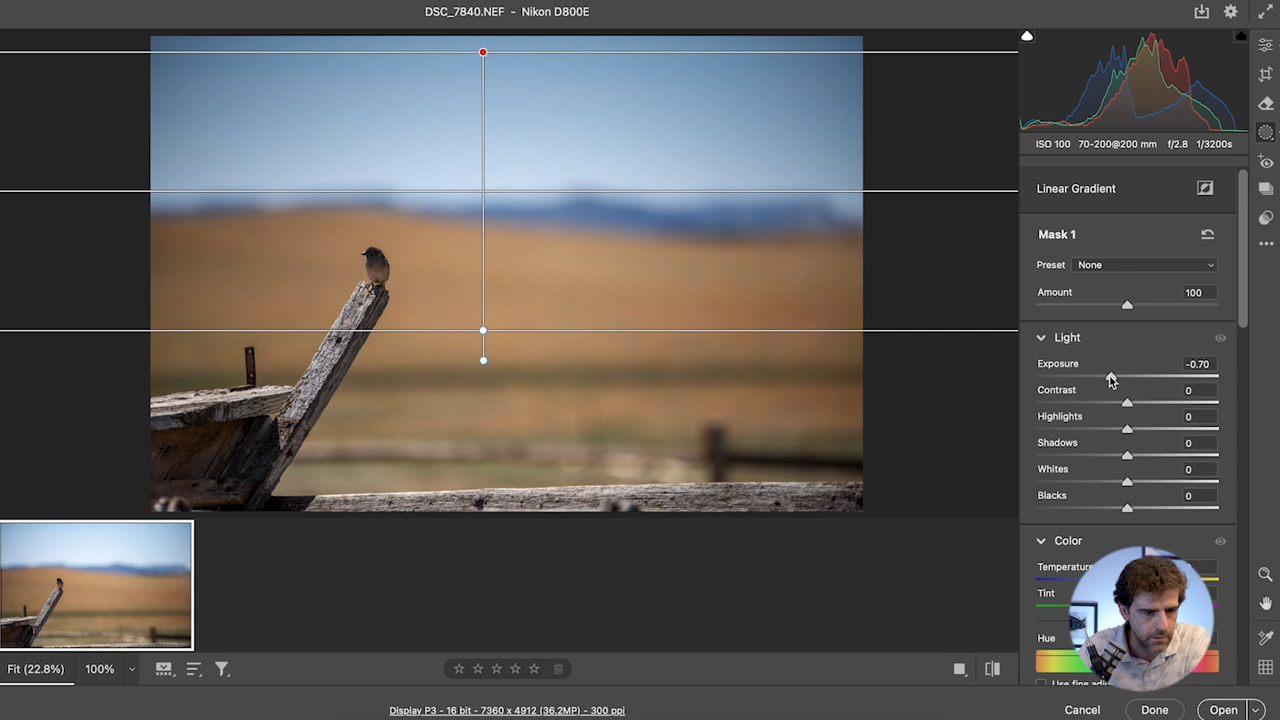 DSC_7840.NEF - Nikon D800E
ISO 100 70-200@200 mm f/2.8 1/3200s
Linear Gradient
Mask 1
Preset None
Amount 100
Light
Exposure -0.70
Contrast 0
Highlights 0
Shadows 0
Whites 0
Blacks 0
Color
Temperature
Tint
Hue
Fit (22.8%) 100%
Display P3 - 16 bit - 7360 x 4912 (36.2MP) - 300 ppi
Cancel Done Open